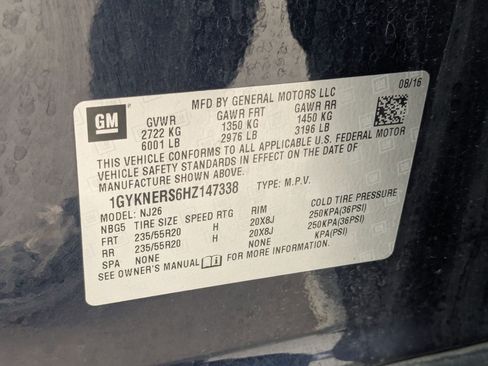 GM
MFD BY GENERAL MOTORS LLC
08/16
GVWR GAWR FRT GAWR RR
2722 KG 1350 KG 1450 KG
6001 LB 2976 LB 3196 LB
THIS VEHICLE CONFORMS TO ALL APPLICABLE U.S. FEDERAL MOTOR
VEHICLE SAFETY STANDARDS IN EFFECT ON THE DATE OF
MANUFACTURE SHOWN ABOVE.
1GYKNERS6HZ147338 TYPE: M.P.V.
MODEL: NJ26
NBG5 TIRE SIZE SPEED RTG RIM COLD TIRE PRESSURE
FRT 235/55R20 H 20X8J 250KPA(36PSI)
RR 235/55R20 H 20X8J 250KPA(36PSI)
SPA NONE NONE KPA(PSI)
SEE OWNER'S MANUAL FOR MORE INFORMATION.